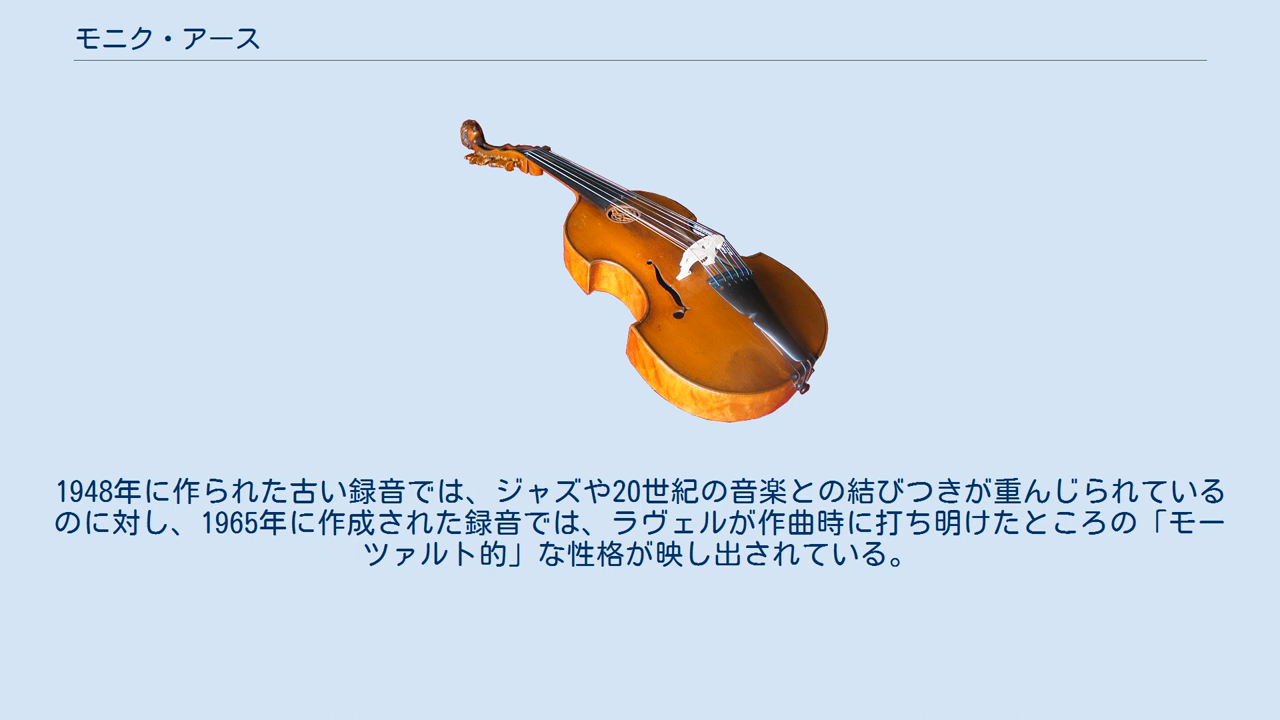 モニク・アース
1948年に作られた古い録音では、ジャズや20世紀の音楽との結びつきが重んじられている
のに対し、1965年に作成された録音では、ラヴェルが作曲時に打ち明けたところの「モー
ツァルト的」な性格が映し出されている。